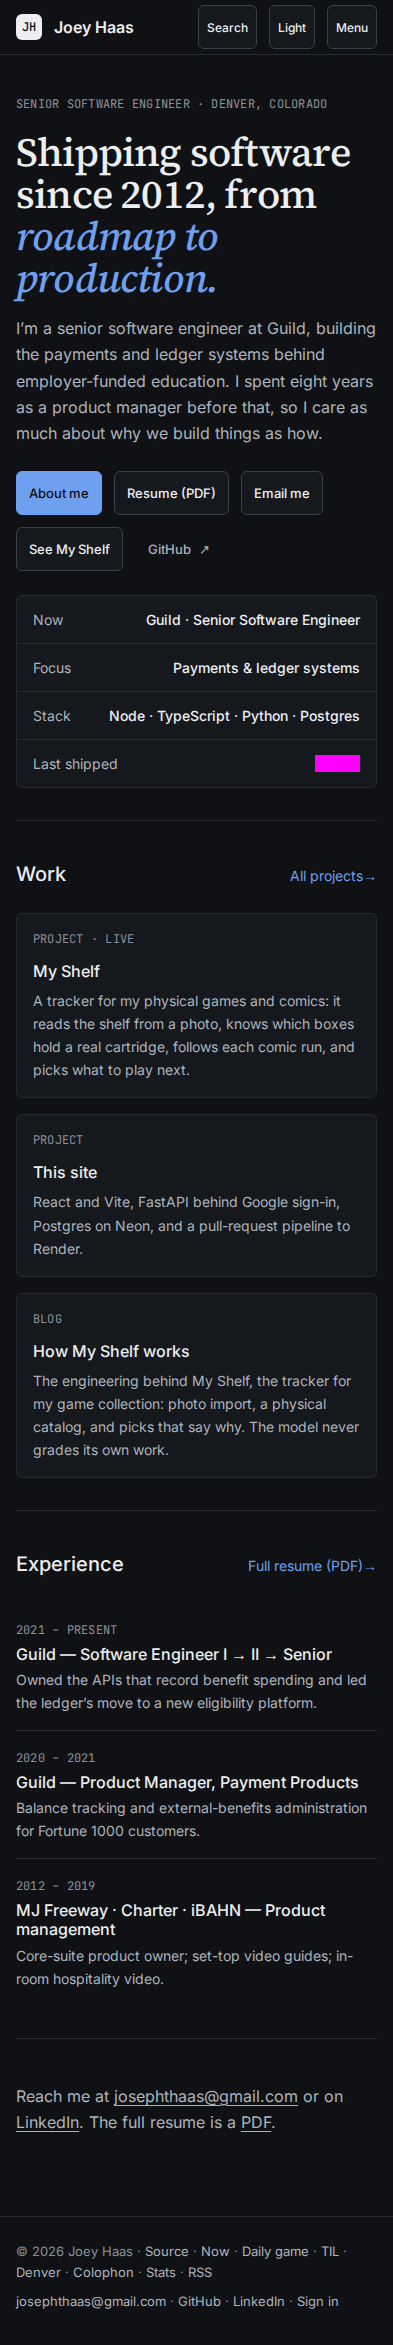 JH Joey Haas Search Light Menu
SENIOR SOFTWARE ENGINEER · DENVER, COLORADO
Shipping software
since 2012, from
roadmap to
production.
I’m a senior software engineer at Guild, building
the payments and ledger systems behind
employer-funded education. I spent eight years
as a product manager before that, so I care as
much about why we build things as how.
About me Resume (PDF) Email me
See My Shelf GitHub ↗
Now Guild · Senior Software Engineer
Focus Payments & ledger systems
Stack Node · TypeScript · Python · Postgres
Last shipped
Work All projects→
PROJECT · LIVE
My Shelf
A tracker for my physical games and comics: it
reads the shelf from a photo, knows which boxes
hold a real cartridge, follows each comic run, and
picks what to play next.
PROJECT
This site
React and Vite, FastAPI behind Google sign-in,
Postgres on Neon, and a pull-request pipeline to
Render.
BLOG
How My Shelf works
The engineering behind My Shelf, the tracker for
my game collection: photo import, a physical
catalog, and picks that say why. The model never
grades its own work.
Experience Full resume (PDF)→
2021 – PRESENT
Guild — Software Engineer I → II → Senior
Owned the APIs that record benefit spending and led
the ledger’s move to a new eligibility platform.
2020 – 2021
Guild — Product Manager, Payment Products
Balance tracking and external-benefits administration
for Fortune 1000 customers.
2012 – 2019
MJ Freeway · Charter · iBAHN — Product
management
Core-suite product owner; set-top video guides; in-
room hospitality video.
Reach me at josephthaas@gmail.com or on
LinkedIn. The full resume is a PDF.
© 2026 Joey Haas · Source · Now · Daily game · TIL ·
Denver · Colophon · Stats · RSS
josephthaas@gmail.com · GitHub · LinkedIn · Sign in